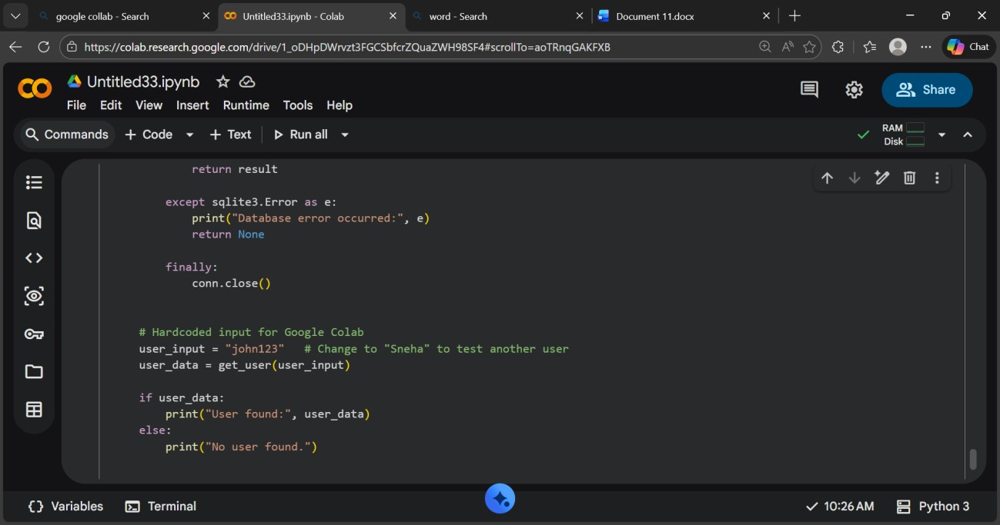 google collab - Search
Untitled33.ipynb - Colab
word - Search
Document 11.docx
https://colab.research.google.com/drive/1_oDHpDWrvzt3FGCSbfcrZQuaZWH98SF4#scrollTo=aoTRnqGAKFXB
Chat
Untitled33.ipynb
Share
File Edit View Insert Runtime Tools Help
Commands + Code + Text Run all
RAM
Disk
return result
except sqlite3.Error as e:
print("Database error occurred:", e)
return None
finally:
conn.close()
# Hardcoded input for Google Colab
user_input = "john123" # Change to "Sneha" to test another user
user_data = get_user(user_input)
if user_data:
print("User found:", user_data)
else:
print("No user found.")
{} Variables Terminal 10:26 AM Python 3